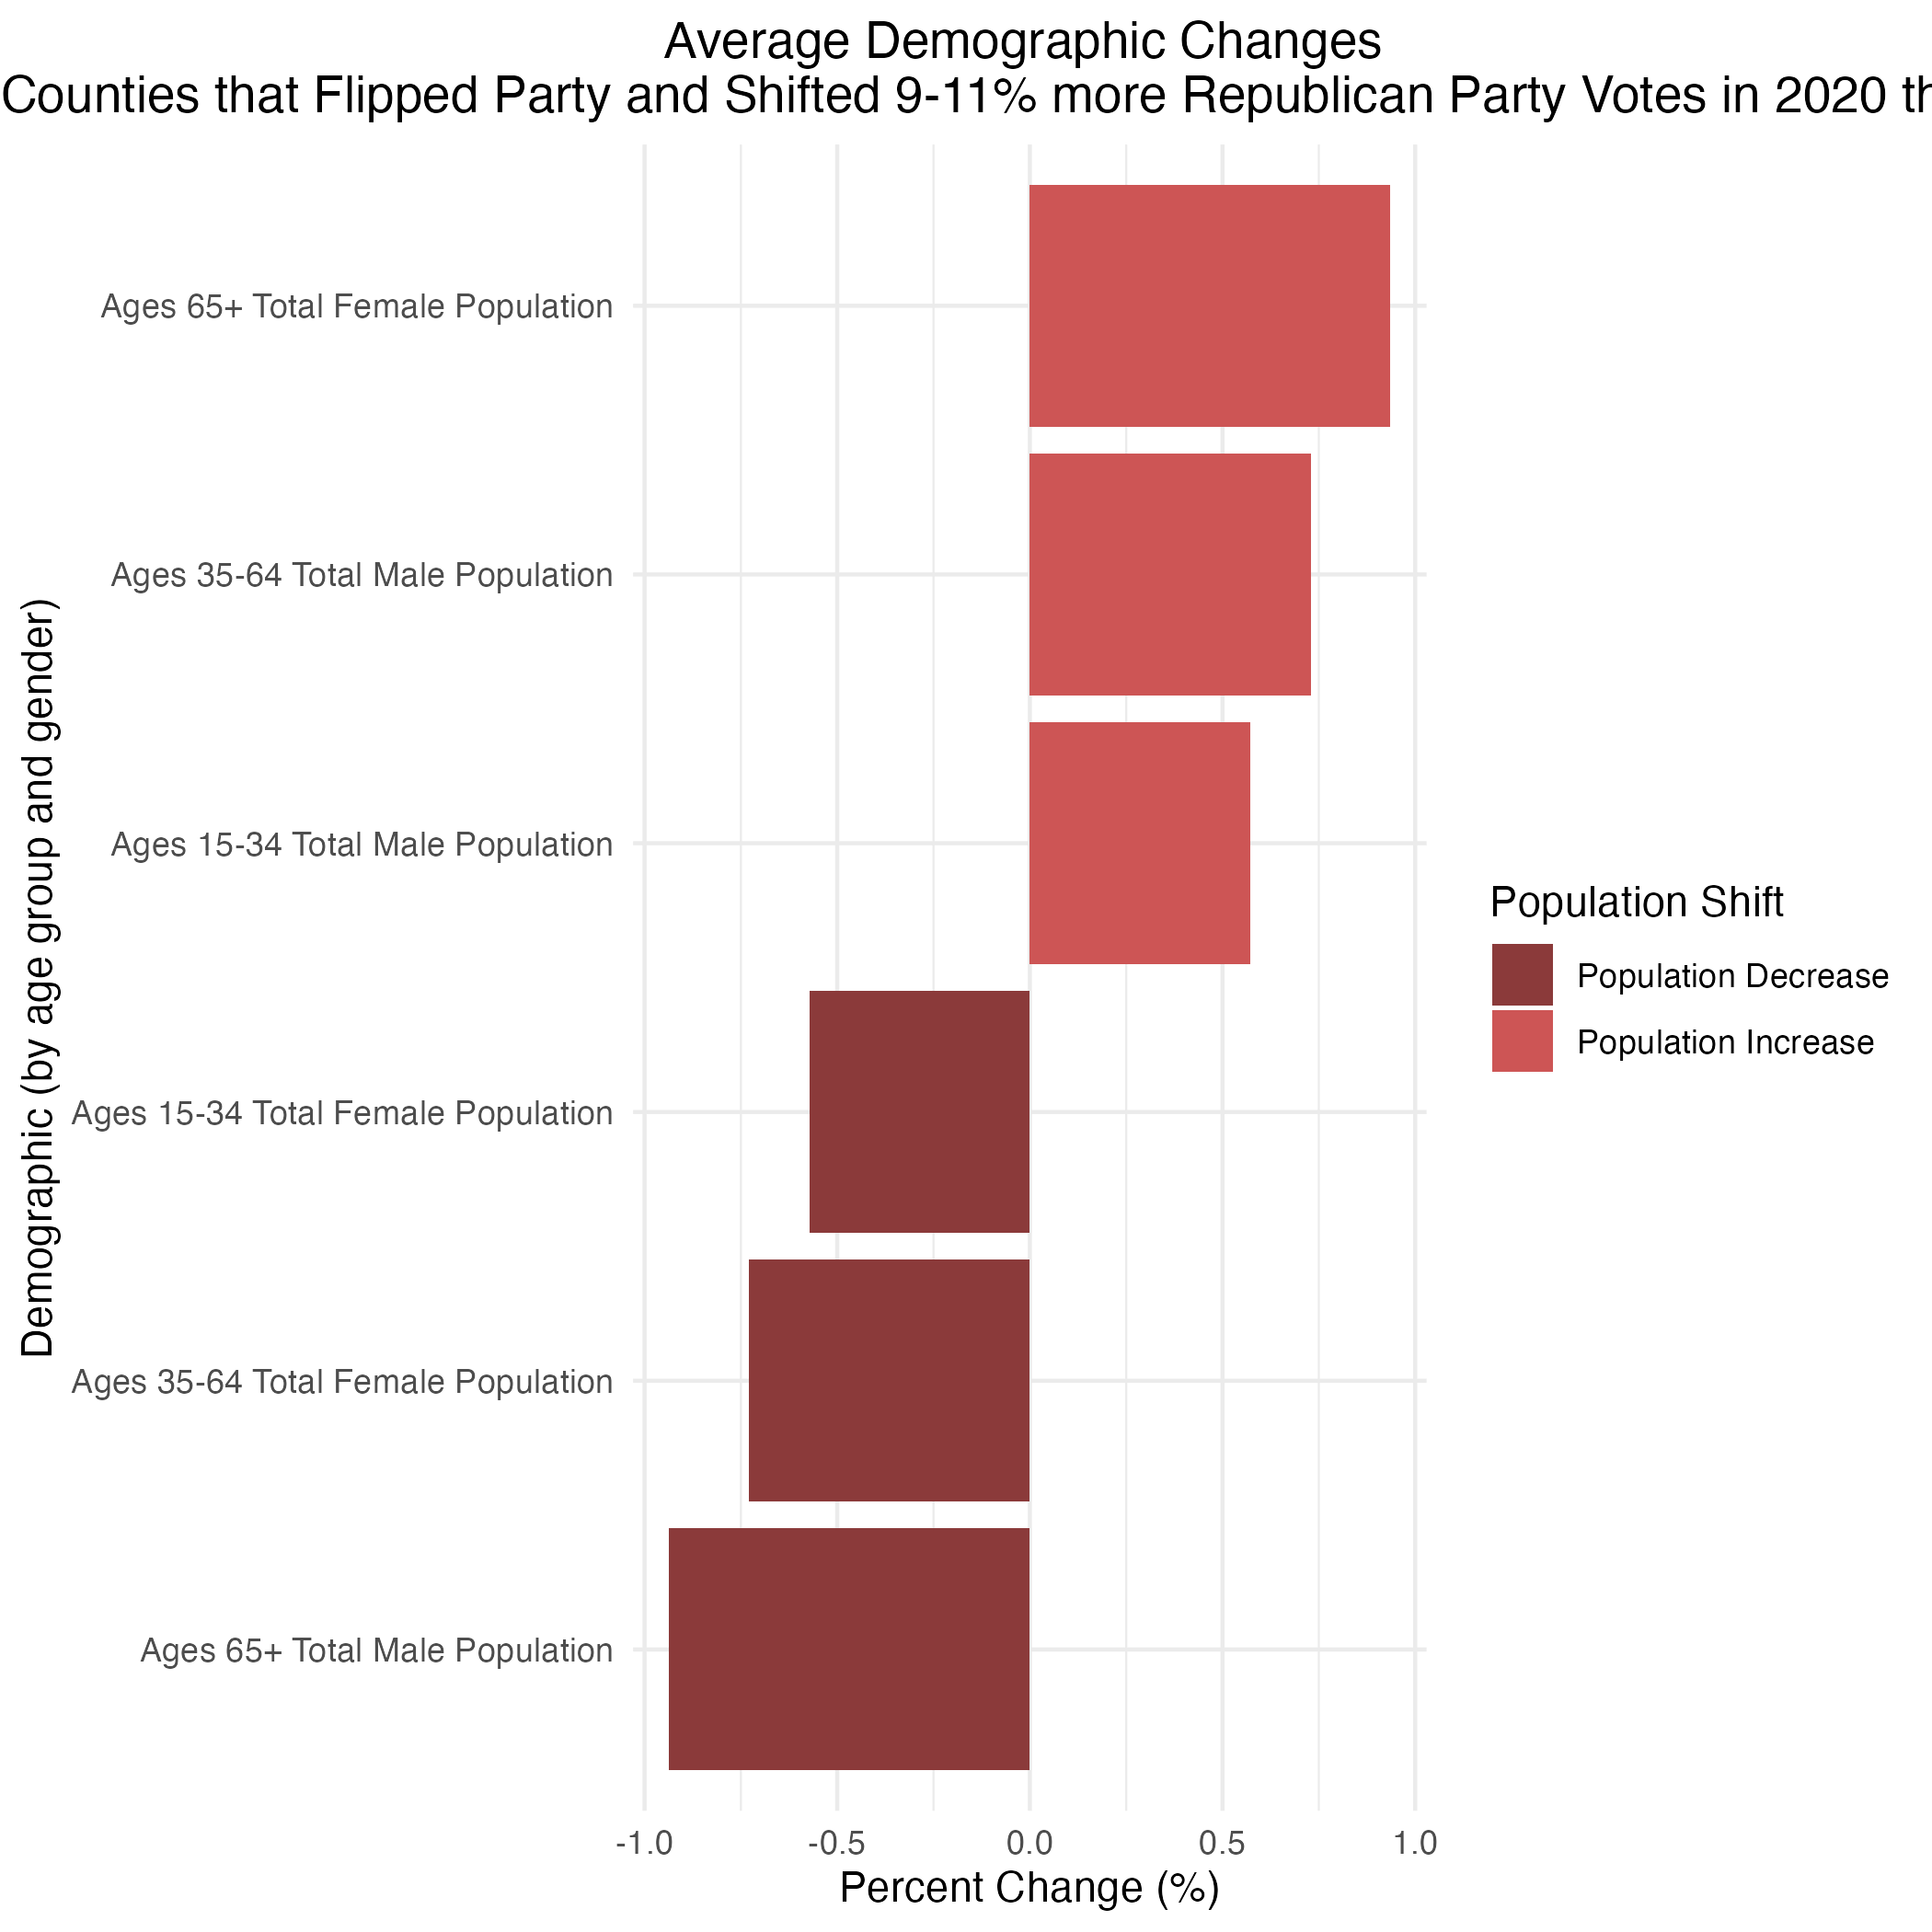 Average Demographic Changes
Counties that Flipped Party and Shifted 9-11% more Republican Party Votes in 2020
Demographic (by age group and gender)
Ages 65+ Total Female Population
Ages 35-64 Total Male Population
Ages 15-34 Total Male Population
Ages 15-34 Total Female Population
Ages 35-64 Total Female Population
Ages 65+ Total Male Population
-1.0
-0.5
0.0
0.5
1.0
Percent Change (%)
Population Shift
Population Decrease
Population Increase